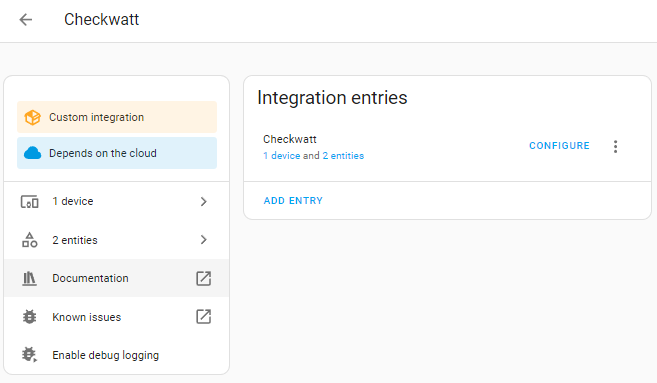 Checkwatt
Custom integration
Depends on the cloud
1 device
2 entities
Documentation
Known issues
Enable debug logging
Integration entries
Checkwatt
1 device and 2 entities
CONFIGURE
ADD ENTRY